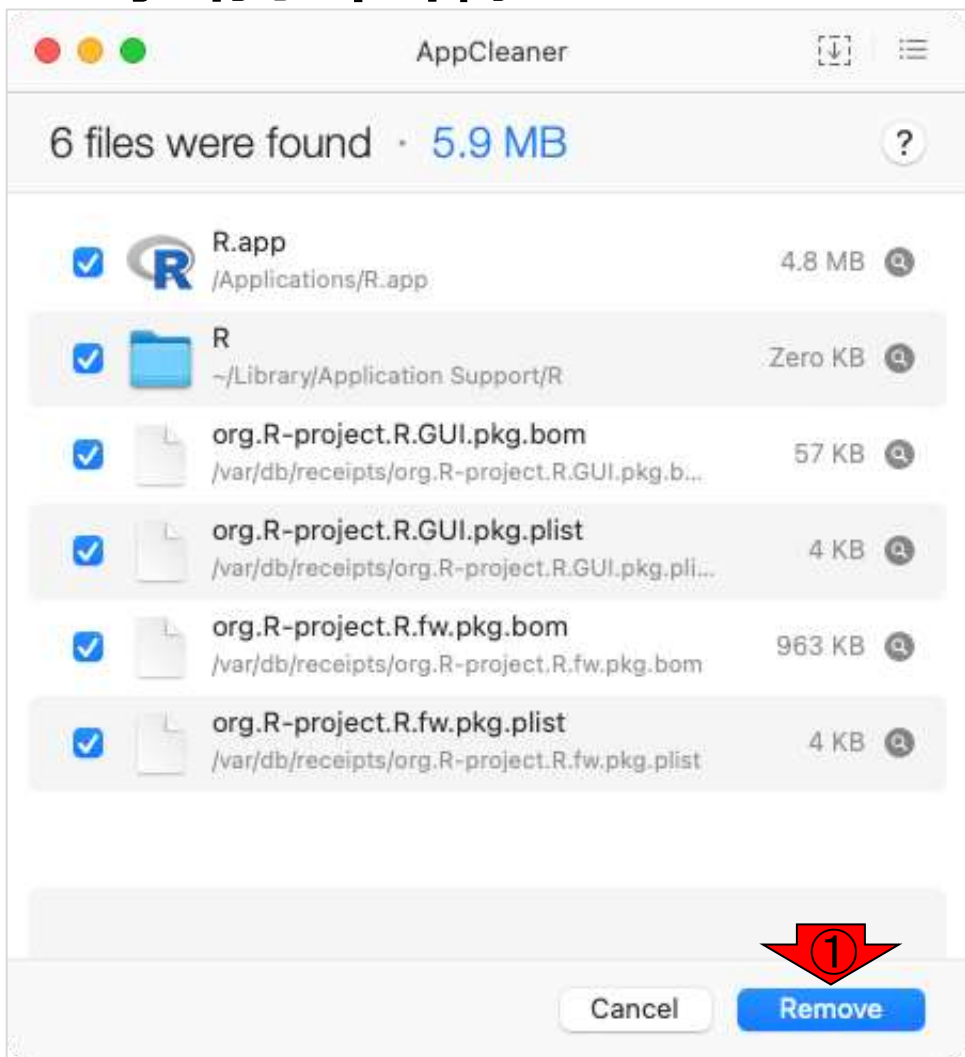 AppCleaner
6 files were found · 5.9 MB
?
R.app
/Applications/R.app
4.8 MB
R
~/Library/Application Support/R
Zero KB
org.R-project.R.GUI.pkg.bom
/var/db/receipts/org.R-project.R.GUI.pkg.b...
57 KB
org.R-project.R.GUI.pkg.plist
/var/db/receipts/org.R-project.R.GUI.pkg.pli...
4 KB
org.R-project.R.fw.pkg.bom
/var/db/receipts/org.R-project.R.fw.pkg.bom
963 KB
org.R-project.R.fw.pkg.plist
/var/db/receipts/org.R-project.R.fw.pkg.plist
4 KB
①
Cancel
Remove